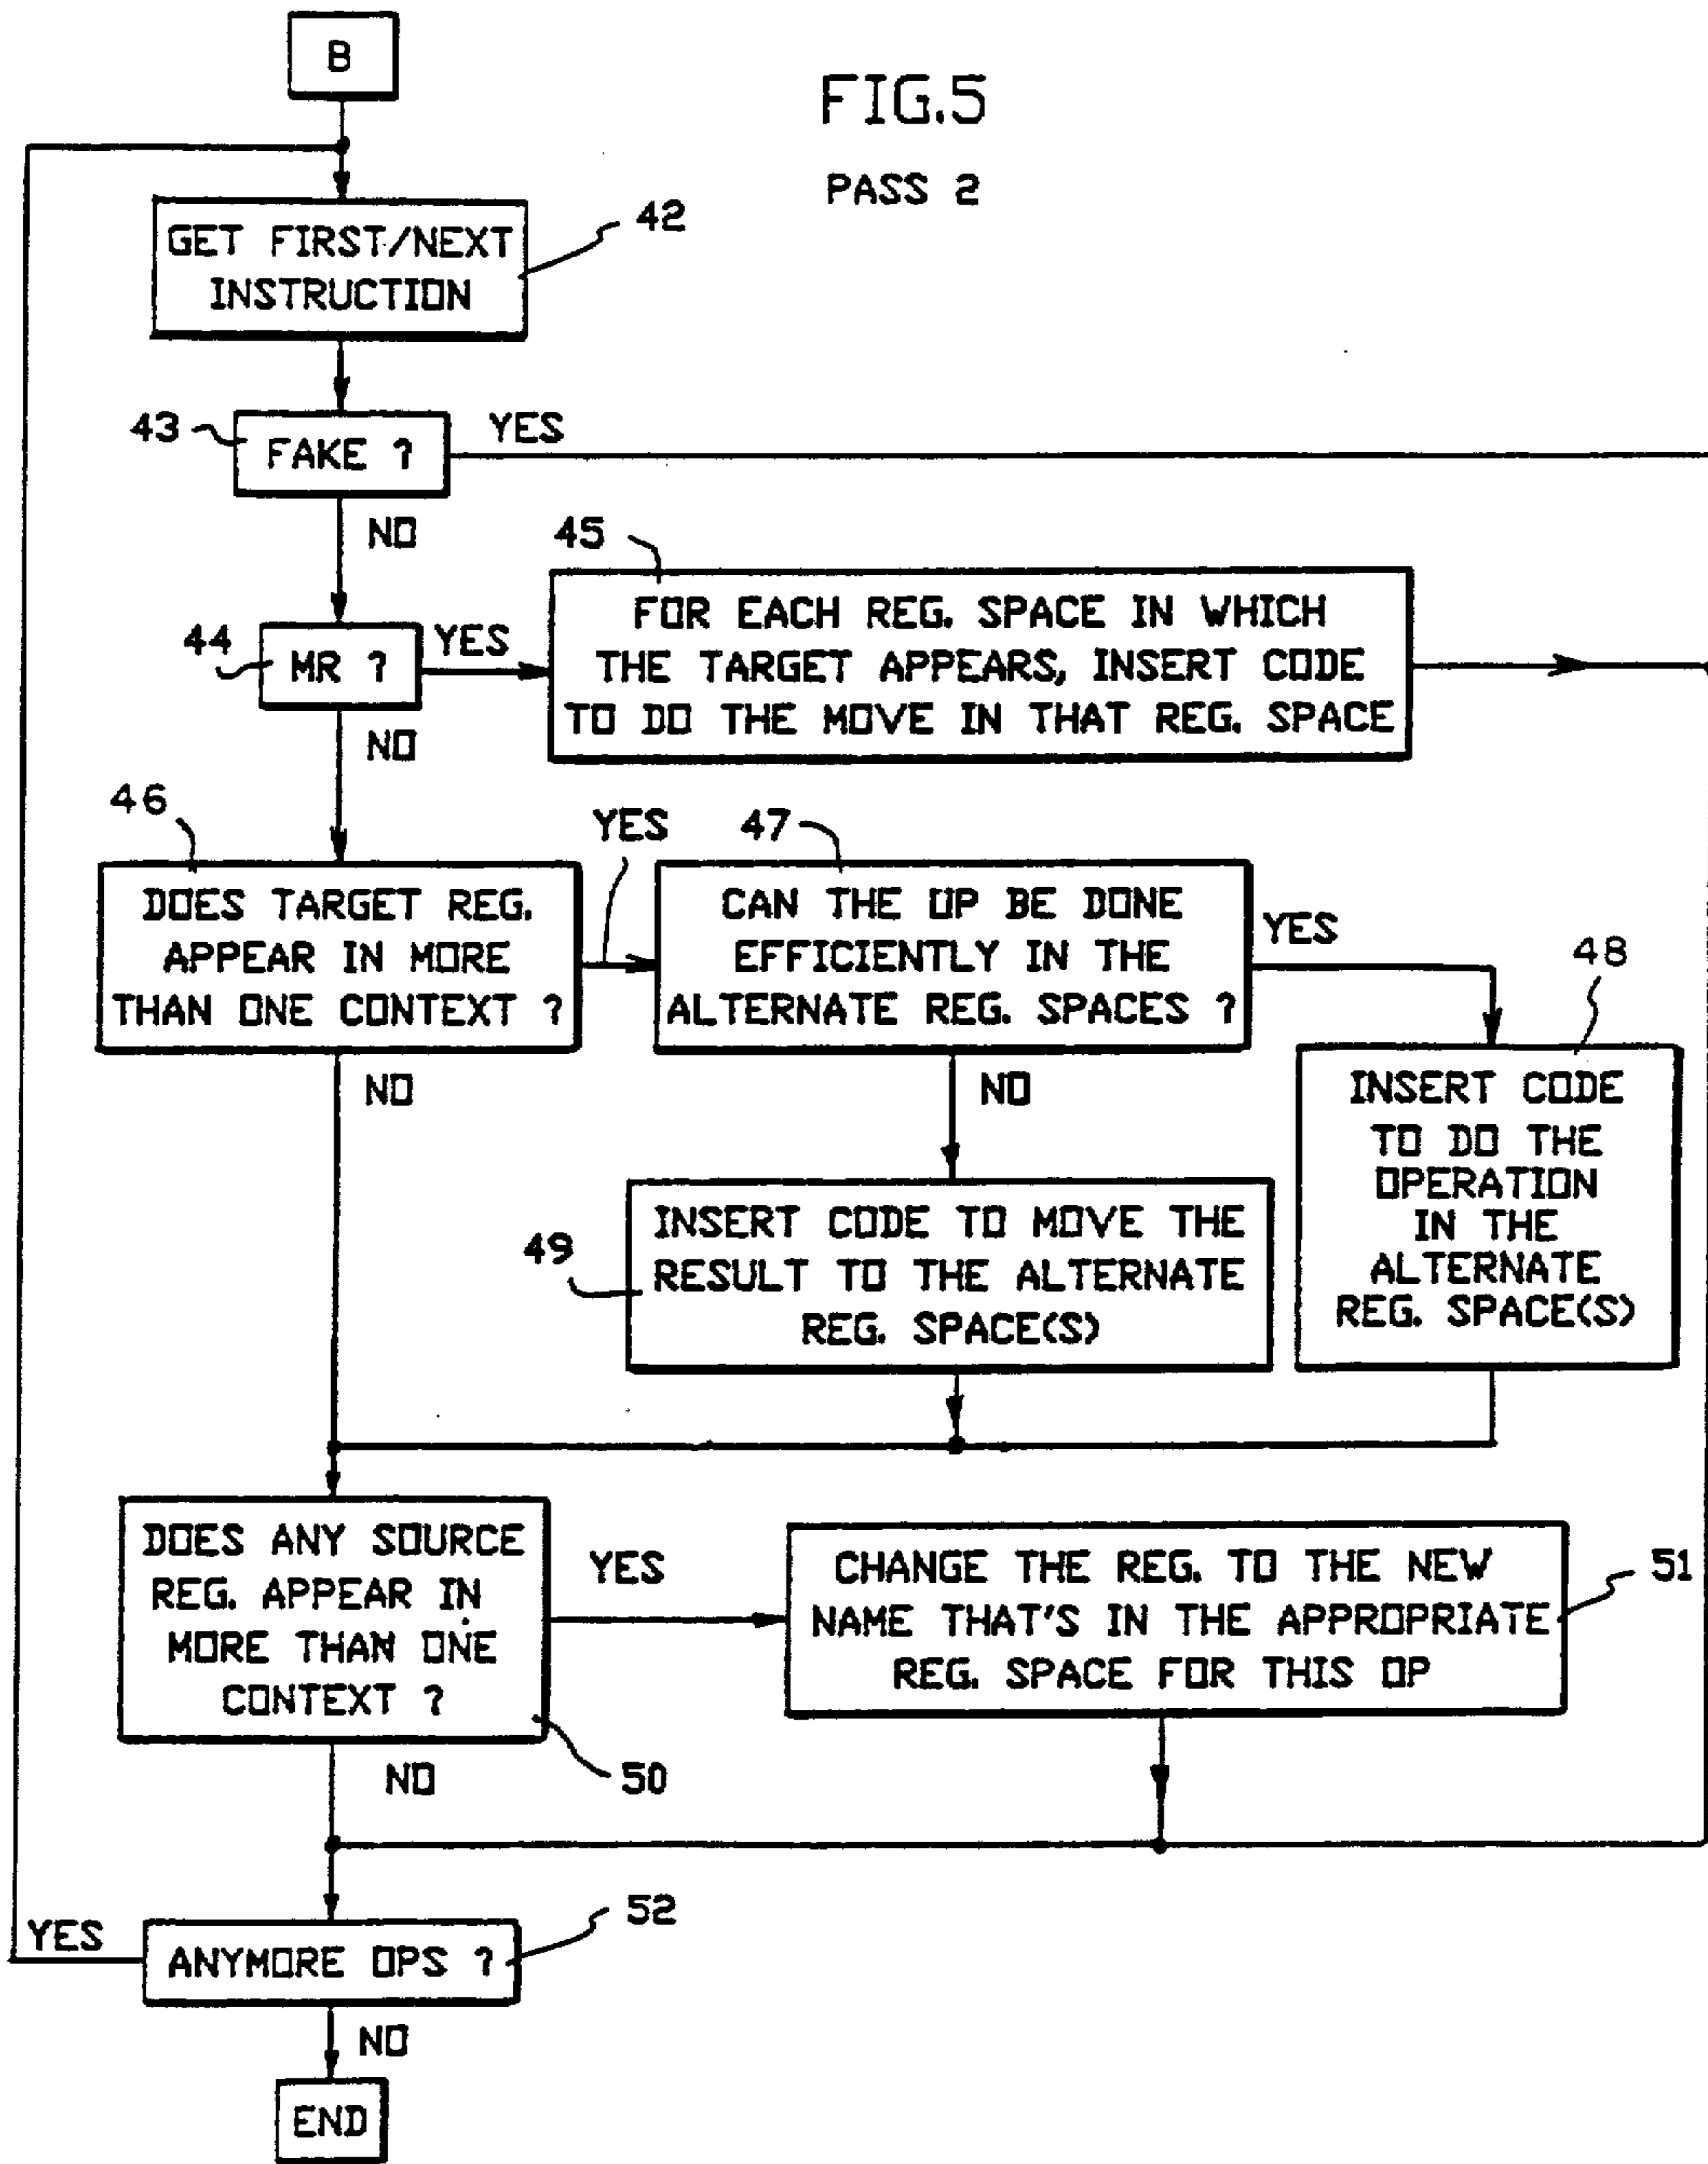 B
FIG.5
PASS 2
GET FIRST/NEXT
INSTRUCTION
42
43
FAKE ?
YES
NO
44
MR ?
YES
45
FOR EACH REG. SPACE IN WHICH
THE TARGET APPEARS, INSERT CODE
TO DO THE MOVE IN THAT REG. SPACE
NO
46
DOES TARGET REG.
APPEAR IN MORE
THAN ONE CONTEXT ?
YES
47
CAN THE OP BE DONE
EFFICIENTLY IN THE
ALTERNATE REG. SPACES ?
YES
48
INSERT CODE
TO DO THE
OPERATION
IN THE
ALTERNATE
REG. SPACE(S)
NO
NO
49
INSERT CODE TO MOVE THE
RESULT TO THE ALTERNATE
REG. SPACE(S)
DOES ANY SOURCE
REG. APPEAR IN
MORE THAN ONE
CONTEXT ?
50
YES
CHANGE THE REG. TO THE NEW
NAME THAT'S IN THE APPROPRIATE
REG. SPACE FOR THIS OP
51
NO
YES
ANYMORE OPS ?
52
NO
END